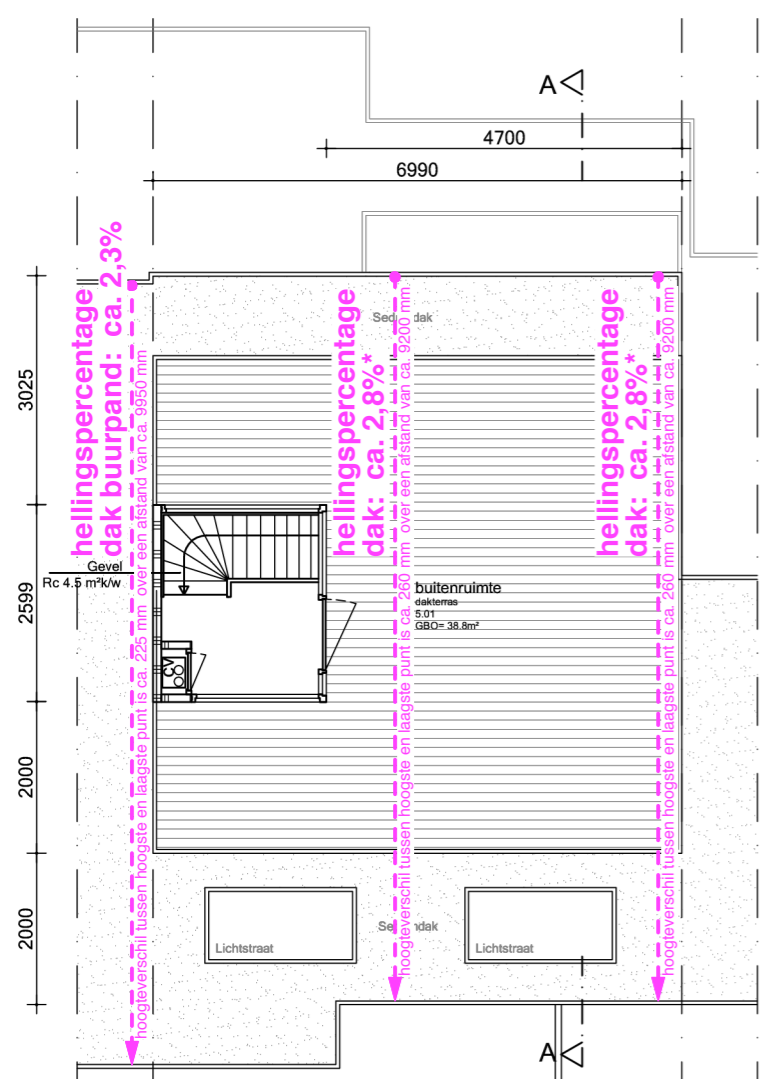 A
4700
6990
hellingspercentage
dak buurpand: ca. 2,3%
hoogteverschil tussen hoogste en laagste punt is ca. 225 mm over een afstand van ca. 9950 mm
hellingspercentage
dak: ca. 2,8%*
hoogteverschil tussen hoogste en laagste punt is ca. 260 mm over een afstand van ca. 9200 mm
hellingspercentage
dak: ca. 2,8%*
hoogteverschil tussen hoogste en laagste punt is ca. 260 mm over een afstand van ca. 9200 mm
3025
2599
2000
2000
Gevel
Rc 4.5 m²k/w
CV
buitenruimte
dakterras
5.01
GBO= 38.8m²
Lichtstraat
Lichtstraat
A